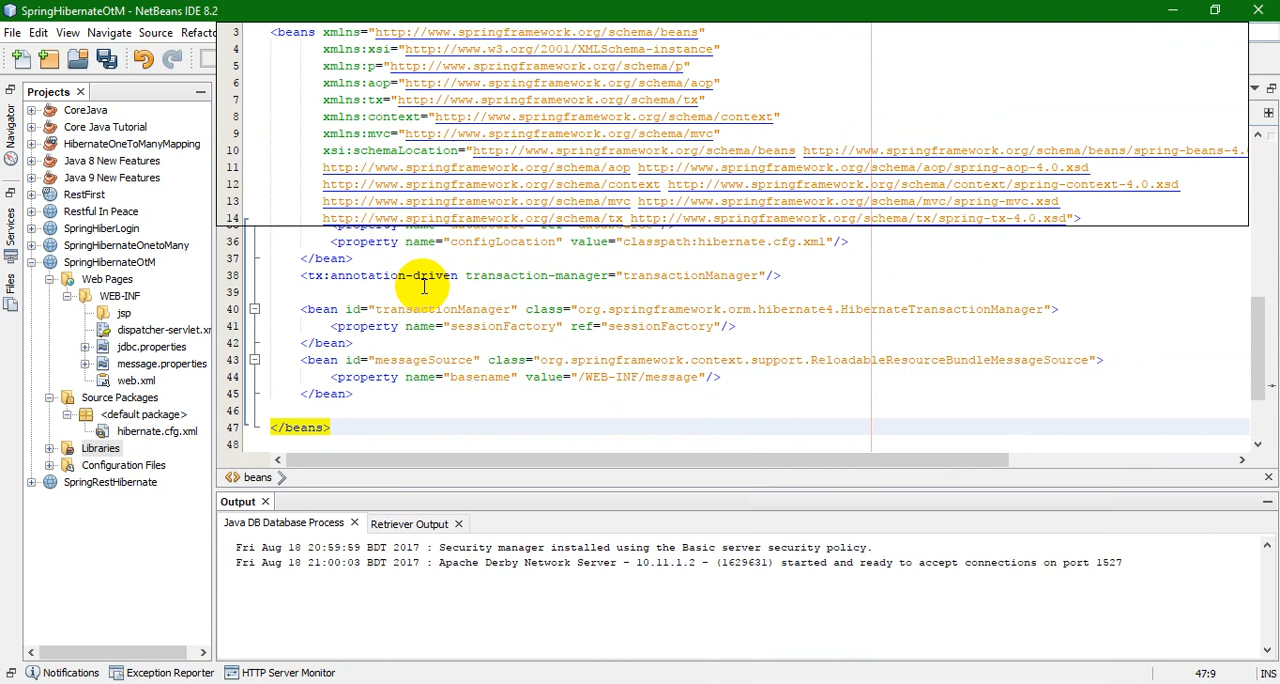 SpringHibernateOtM - NetBeans IDE 8.2
File Edit View Navigate Source Refacto
Projects
Navigator
Services
Files
CoreJava
Core Java Tutorial
HibernateOneToManyMapping
Java 8 New Features
Java 9 New Features
RestFirst
Restful In Peace
SpringHiberLogin
SpringHibernateOnetoMany
SpringHibernateOtM
Web Pages
WEB-INF
jsp
dispatcher-servlet.xr
jdbc.properties
message.properties
web.xml
Source Packages
<default package>
hibernate.cfg.xml
Libraries
Configuration Files
SpringRestHibernate
3 <beans xmlns="http://www.springframework.org/schema/beans"
4 xmlns:xsi="http://www.w3.org/2001/XMLSchema-instance"
5 xmlns:p="http://www.springframework.org/schema/p"
6 xmlns:aop="http://www.springframework.org/schema/aop"
7 xmlns:tx="http://www.springframework.org/schema/tx"
8 xmlns:context="http://www.springframework.org/schema/context"
9 xmlns:mvc="http://www.springframework.org/schema/mvc"
10 xsi:schemaLocation="http://www.springframework.org/schema/beans http://www.springframework.org/schema/beans/spring-beans-4.
11 http://www.springframework.org/schema/aop http://www.springframework.org/schema/aop/spring-aop-4.0.xsd
12 http://www.springframework.org/schema/context http://www.springframework.org/schema/context/spring-context-4.0.xsd
13 http://www.springframework.org/schema/mvc http://www.springframework.org/schema/mvc/spring-mvc.xsd
14 http://www.springframework.org/schema/tx http://www.springframework.org/schema/tx/spring-tx-4.0.xsd">
36 <property name="configLocation" value="classpath:hibernate.cfg.xml"/>
37 </bean>
38 <tx:annotation-driven transaction-manager="transactionManager"/>
39
40 <bean id="transactionManager" class="org.springframework.orm.hibernate4.HibernateTransactionManager">
41 <property name="sessionFactory" ref="sessionFactory"/>
42 </bean>
43 <bean id="messageSource" class="org.springframework.context.support.ReloadableResourceBundleMessageSource">
44 <property name="basename" value="/WEB-INF/message"/>
45 </bean>
46
47 </beans>
48
beans
Output
Java DB Database Process Retriever Output
Fri Aug 18 20:59:59 BDT 2017 : Security manager installed using the Basic server security policy.
Fri Aug 18 21:00:03 BDT 2017 : Apache Derby Network Server - 10.11.1.2 - (1629631) started and ready to accept connections on port 1527
Notifications Exception Reporter HTTP Server Monitor 47:9 INS